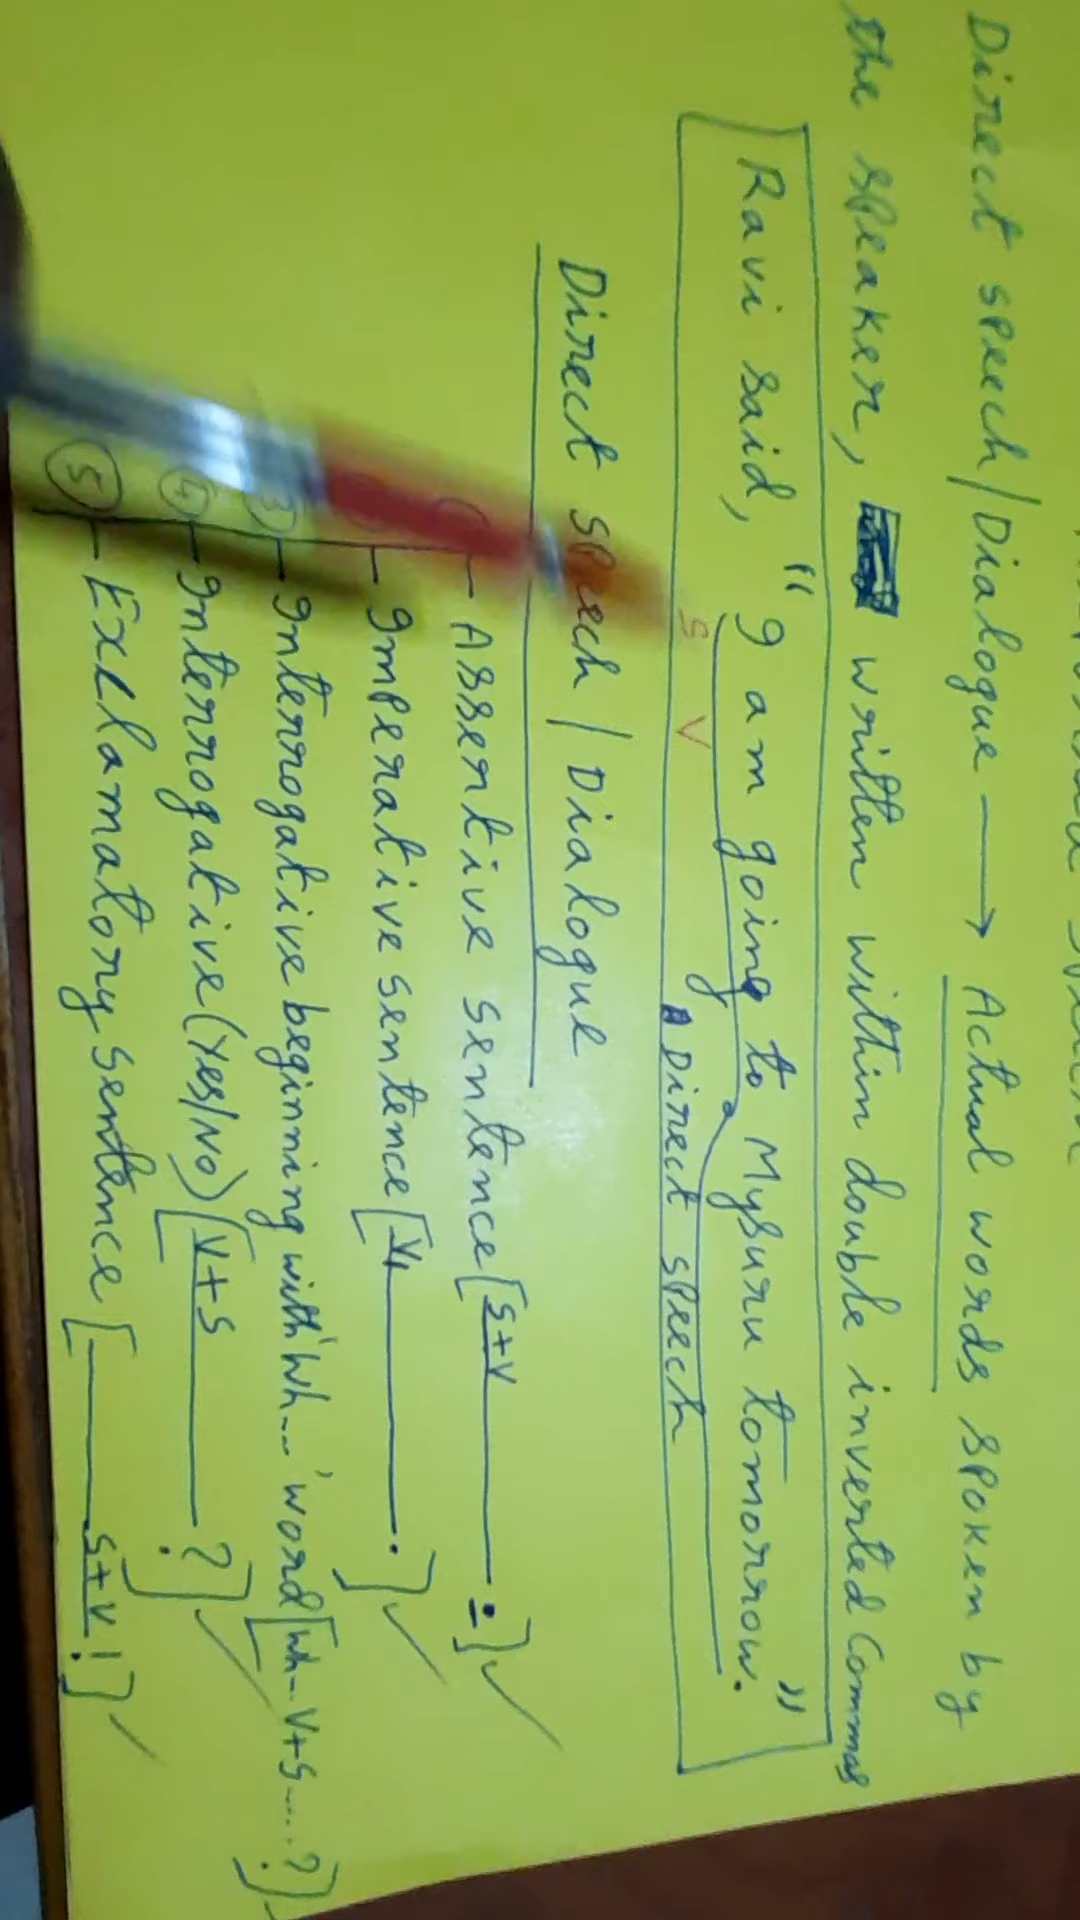 Direct speech/Dialogue → Actual words spoken by
the speaker, written within double inverted commas
Ravi said, "I am going to Mysuru tomorrow."
S V
Direct speech
Direct speech / Dialogue
Assertive sentence [S+V ——— .]
Imperative sentence [V1 ——— .]
3 Interrogative beginning with 'Wh...' word [Wh-- V+S....?]
4 Interrogative (Yes/No) [V+S ——— ?]
5 Exclamatory sentence [——— S+V!]